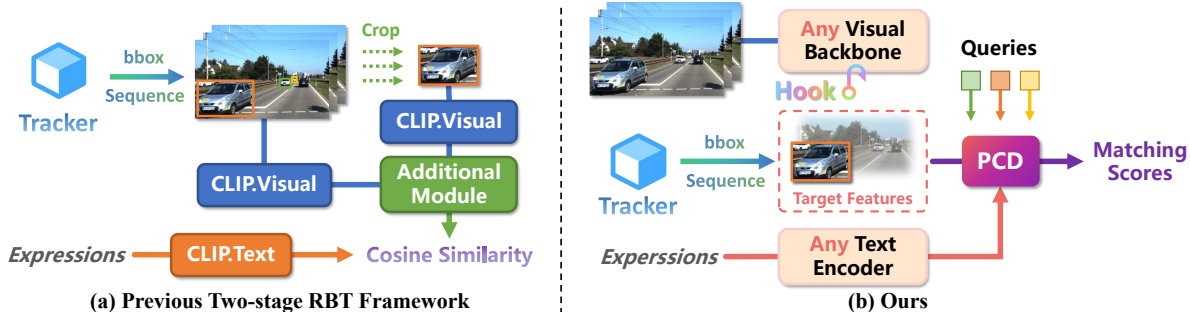 Crop
bbox
Sequence
Tracker
CLIP.Visual
CLIP.Visual
Additional
Module
Expressions
CLIP.Text
Cosine Similarity
(a) Previous Two-stage RBT Framework
Any Visual
Backbone
Queries
Hook
bbox
Sequence
Tracker
Target Features
PCD
Matching
Scores
Experssions
Any Text
Encoder
(b) Ours